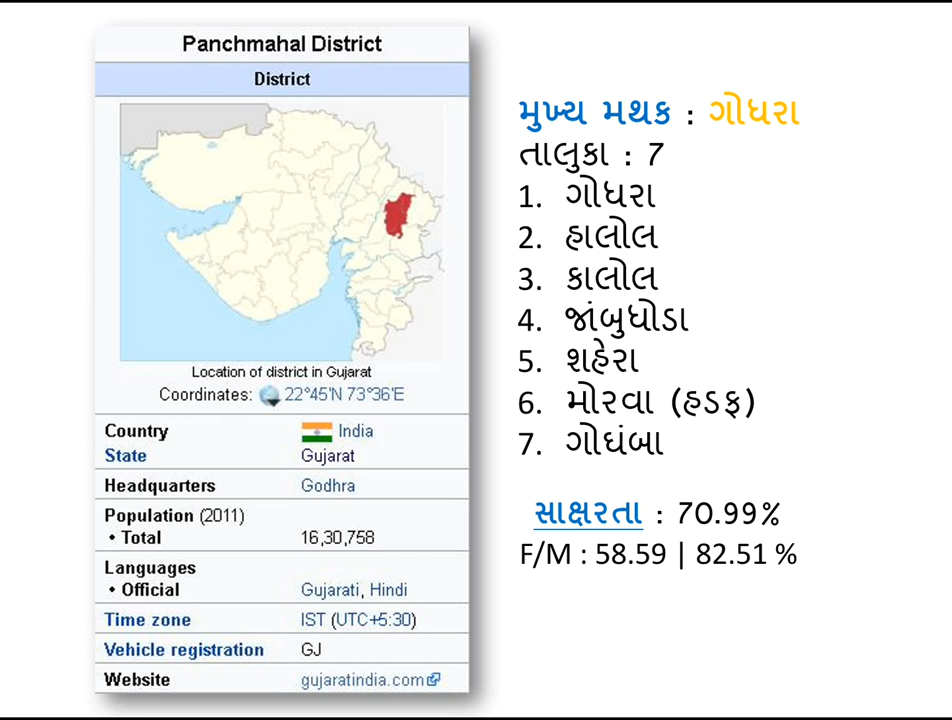 Panchmahal District
District
Location of district in Gujarat
Coordinates: 22°45'N 73°36'E
Country India
State Gujarat
Headquarters Godhra
Population (2011)
• Total 16,30,758
Languages
• Official Gujarati, Hindi
Time zone IST (UTC+5:30)
Vehicle registration GJ
Website gujaratindia.com
મુખ્ય મથક : ગોધરા
તાલુકા : 7
1. ગોધરા
2. હાલોલ
3. કાલોલ
4. જાંબુધોડા
5. શહેરા
6. મોરવા (હડફ)
7. ગોઘંબા
સાક્ષરતા : 70.99%
F/M : 58.59 | 82.51 %